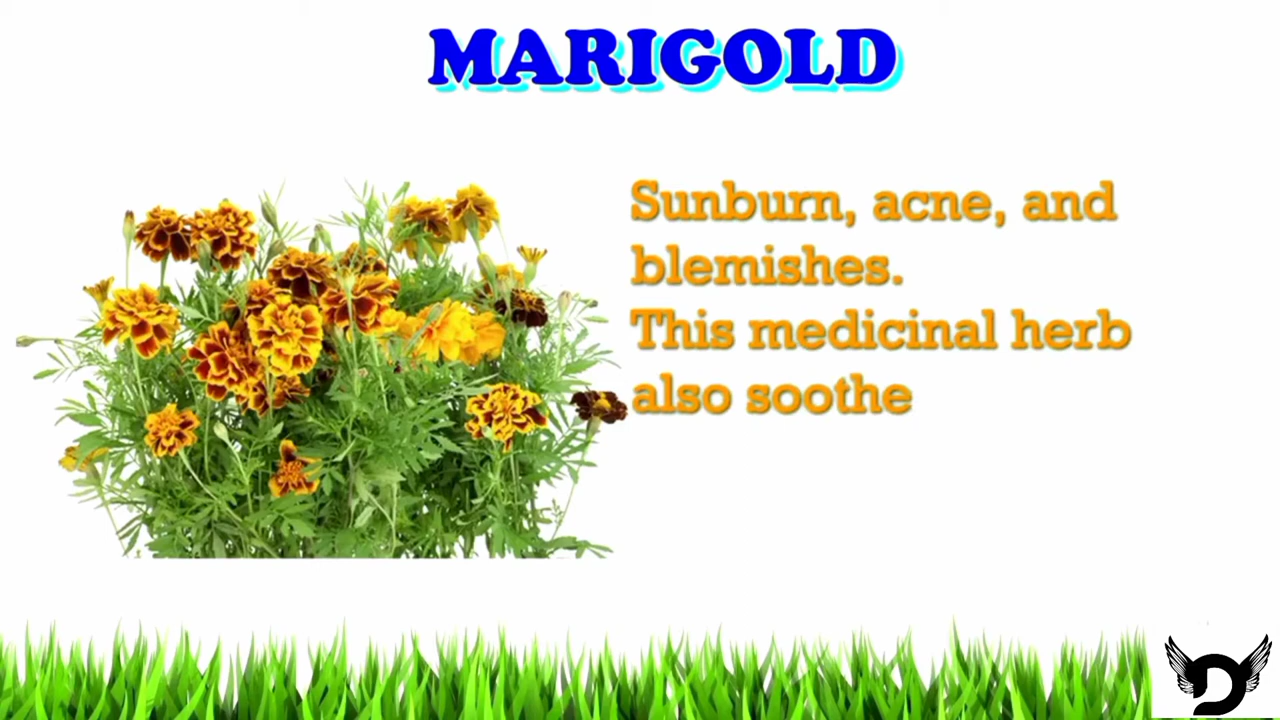 MARIGOLD
Sunburn, acne, and
blemishes.
This medicinal herb
also soothe
D